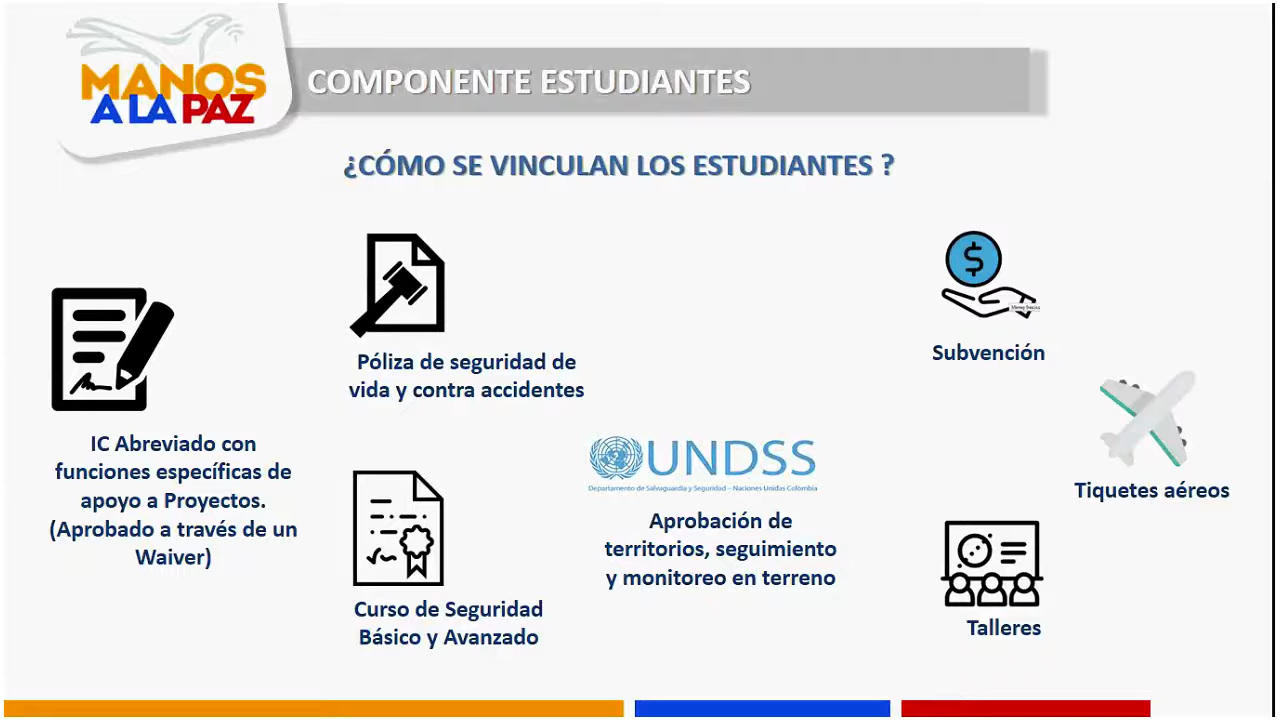 MANOS
A LA PAZ
COMPONENTE ESTUDIANTES
¿CÓMO SE VINCULAN LOS ESTUDIANTES ?
IC Abreviado con
funciones específicas de
apoyo a Proyectos.
(Aprobado a través de un
Waiver)
Póliza de seguridad de
vida y contra accidentes
Curso de Seguridad
Básico y Avanzado
UNDSS
Departamento de Salvaguardia y Seguridad – Naciones Unidas Colombia
Aprobación de
territorios, seguimiento
y monitoreo en terreno
$
Subvención
Tiquetes aéreos
Talleres